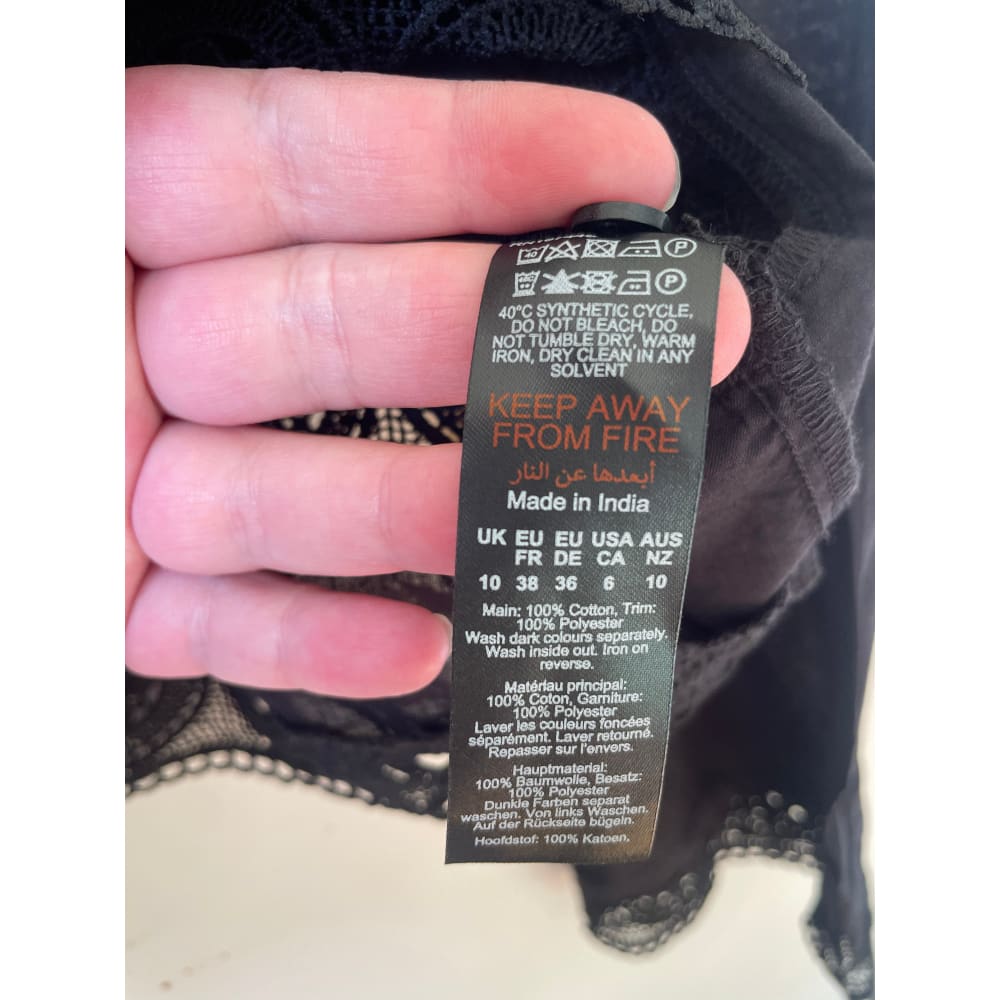 40°C SYNTHETIC CYCLE,
DO NOT BLEACH, DO
NOT TUMBLE DRY, WARM
IRON, DRY CLEAN IN ANY
SOLVENT
KEEP AWAY
FROM FIRE
أبعدها عن النار
Made in India
UK EU EU USA AUS
FR DE CA NZ
10 38 36 6 10
Main: 100% Cotton, Trim:
100% Polyester
Wash dark colours separately.
Wash inside out. Iron on
reverse.
Matériau principal:
100% Coton, Garniture:
100% Polyester
Laver les couleurs foncées
séparément. Laver retourné.
Repasser sur l'envers.
Hauptmaterial:
100% Baumwolle, Besatz:
100% Polyester
Dunkle Farben separat
waschen. Von links Waschen.
Auf der Rückseite bügeln.
Hoofdstof: 100% Katoen.